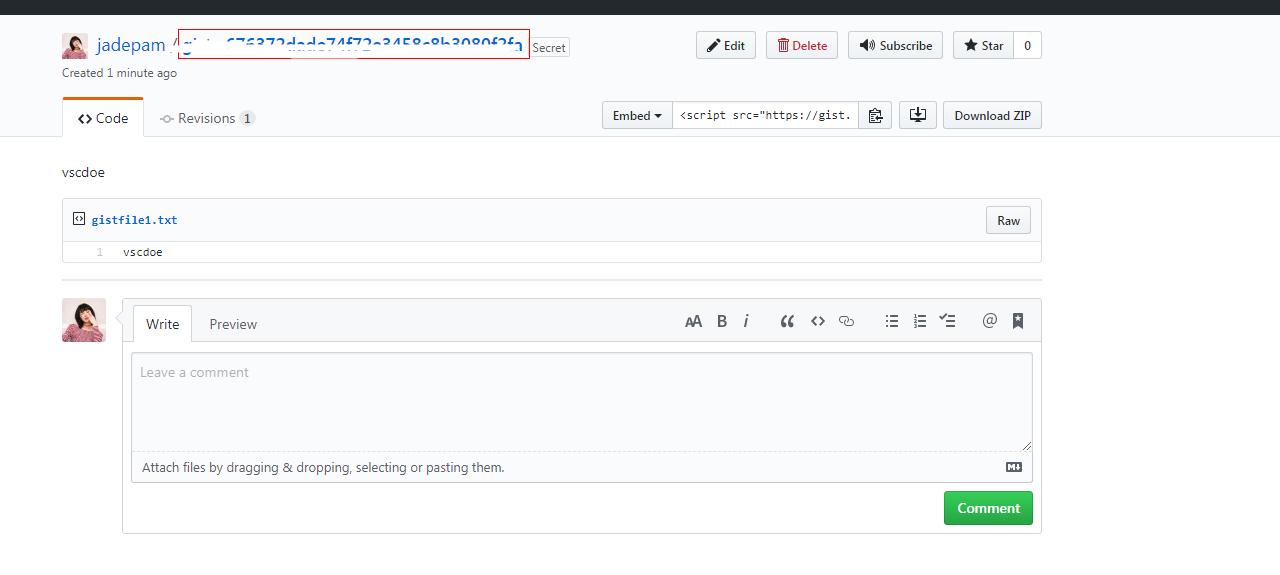 jadepam /
Secret
Edit
Delete
Subscribe
Star
0
Created 1 minute ago
Code
Revisions 1
Embed
<script src="https://gist.
Download ZIP
vscdoe
gistfile1.txt
Raw
1 vscdoe
Write
Preview
AA B i
@
Leave a comment
Attach files by dragging & dropping, selecting or pasting them.
M
Comment